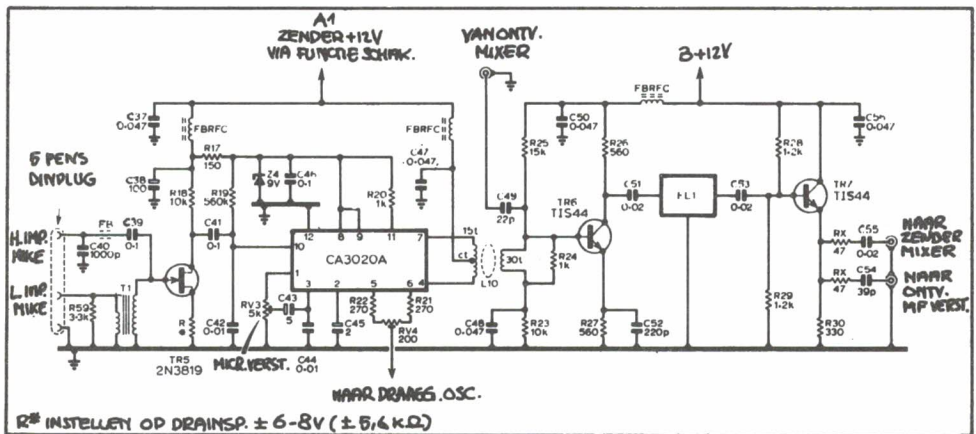 A1
ZENDER+12V
VIA FUNCTIE SCHAK.
VAN ONTV.
MIXER
B+12V
C37
0·047
FBRFC
FBRFC
FBRFC
C50
0·047
C56
0·047
5 PENS
DINPLUG
C38
100
R17
150
R18
10k
R19
560k
Z4
9V
C46
0·1
R20
1k
C47
0·047
R25
15k
R26
560
R28
1·2k
H.IMP.
MIKE
FB
C39
0·1
C40
1000p
C41
0·1
C49
22p
TR6
TIS44
C51
0·02
FL1
C53
0·02
TR7
TIS44
12
8
9
11
10
7
CA3020A
1
3
2
5
6
4
15t
ct
L10
30t
R24
1k
RX
47
C55
0·02
NAAR
ZENDER
MIXER
L.IMP.
MIKE
R59
3·3k
T1
R*
TR5
2N3819
C42
0·01
RV3
5k
C43
5
C44
0·01
C45
2
R22
270
R21
270
RV4
200
C48
0·047
R23
10k
R27
560
C52
220p
R29
1·2k
RX
47
C54
39p
R30
330
NAAR
ONTV.
MF VERST.
MICR.VERST.
NAAR DRAAGG. OSC.
R* INSTELLEN OP DRAINSP. ± 6-8V (± 5,6 KΩ)